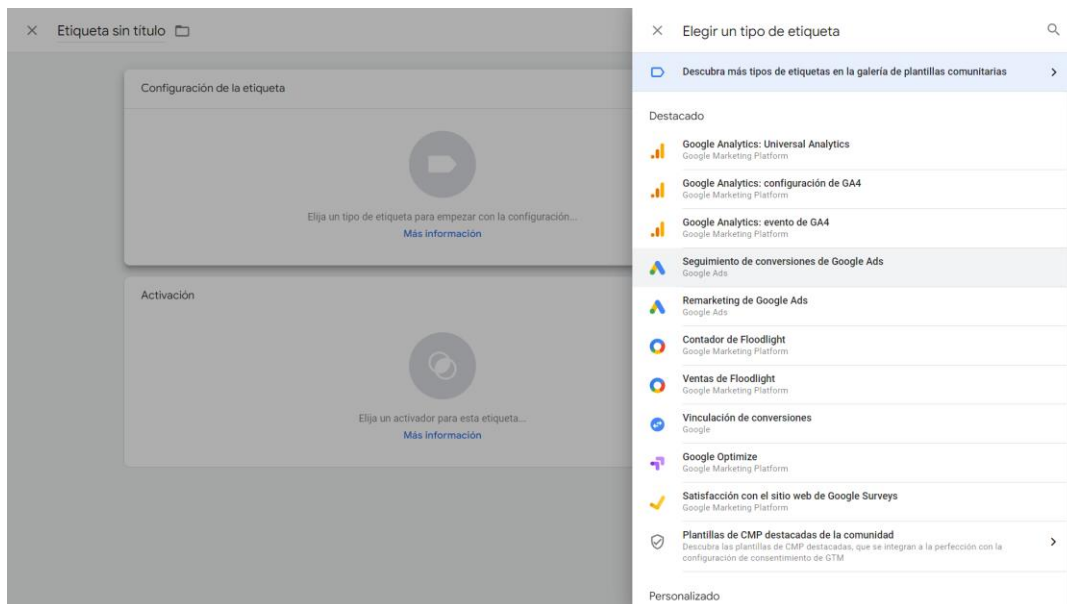 Etiqueta sin título
Configuración de la etiqueta
Elija un tipo de etiqueta para empezar con la configuración...
Más información
Activación
Elija un activador para esta etiqueta...
Más información
Elegir un tipo de etiqueta
Descubra más tipos de etiquetas en la galería de plantillas comunitarias
Destacado
Google Analytics: Universal Analytics
Google Marketing Platform
Google Analytics: configuración de GA4
Google Marketing Platform
Google Analytics: evento de GA4
Google Marketing Platform
Seguimiento de conversiones de Google Ads
Google Ads
Remarketing de Google Ads
Google Ads
Contador de Floodlight
Google Marketing Platform
Ventas de Floodlight
Google Marketing Platform
Vinculación de conversiones
Google
Google Optimize
Google Marketing Platform
Satisfacción con el sitio web de Google Surveys
Google Marketing Platform
Plantillas de CMP destacadas de la comunidad
Descubra las plantillas de CMP destacadas, que se integran a la perfección con la
configuración de consentimiento de GTM
Personalizado